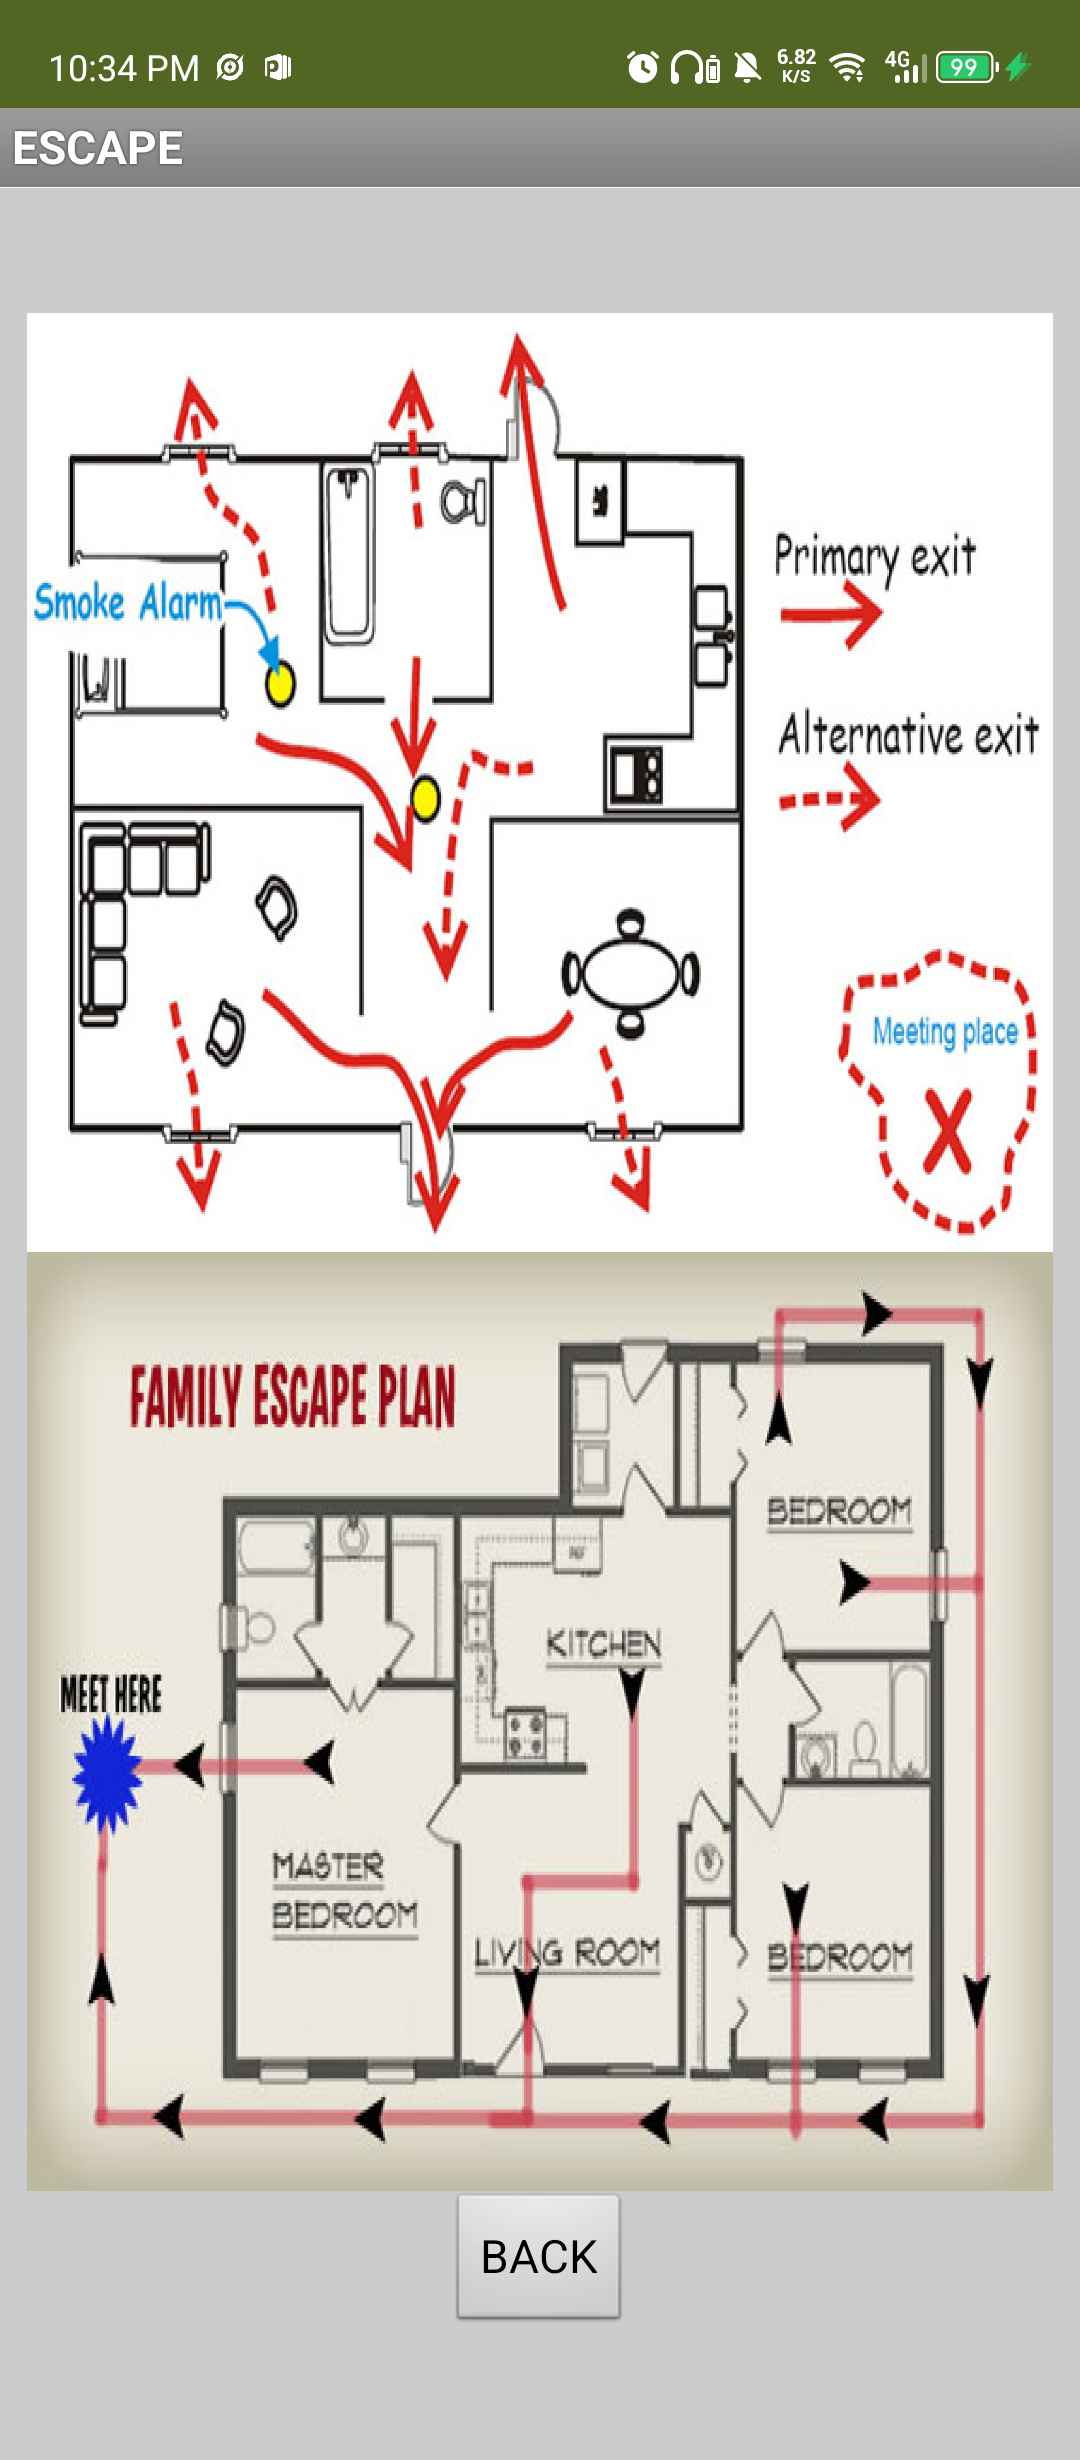 10:34 PM
6.82
K/S
4G
99
ESCAPE
Primary exit
Smoke Alarm
Alternative exit
Meeting place
X
FAMILY ESCAPE PLAN
BEDROOM
REF
KITCHEN
MEET HERE
MASTER
BEDROOM
LIVING ROOM
BEDROOM
BACK